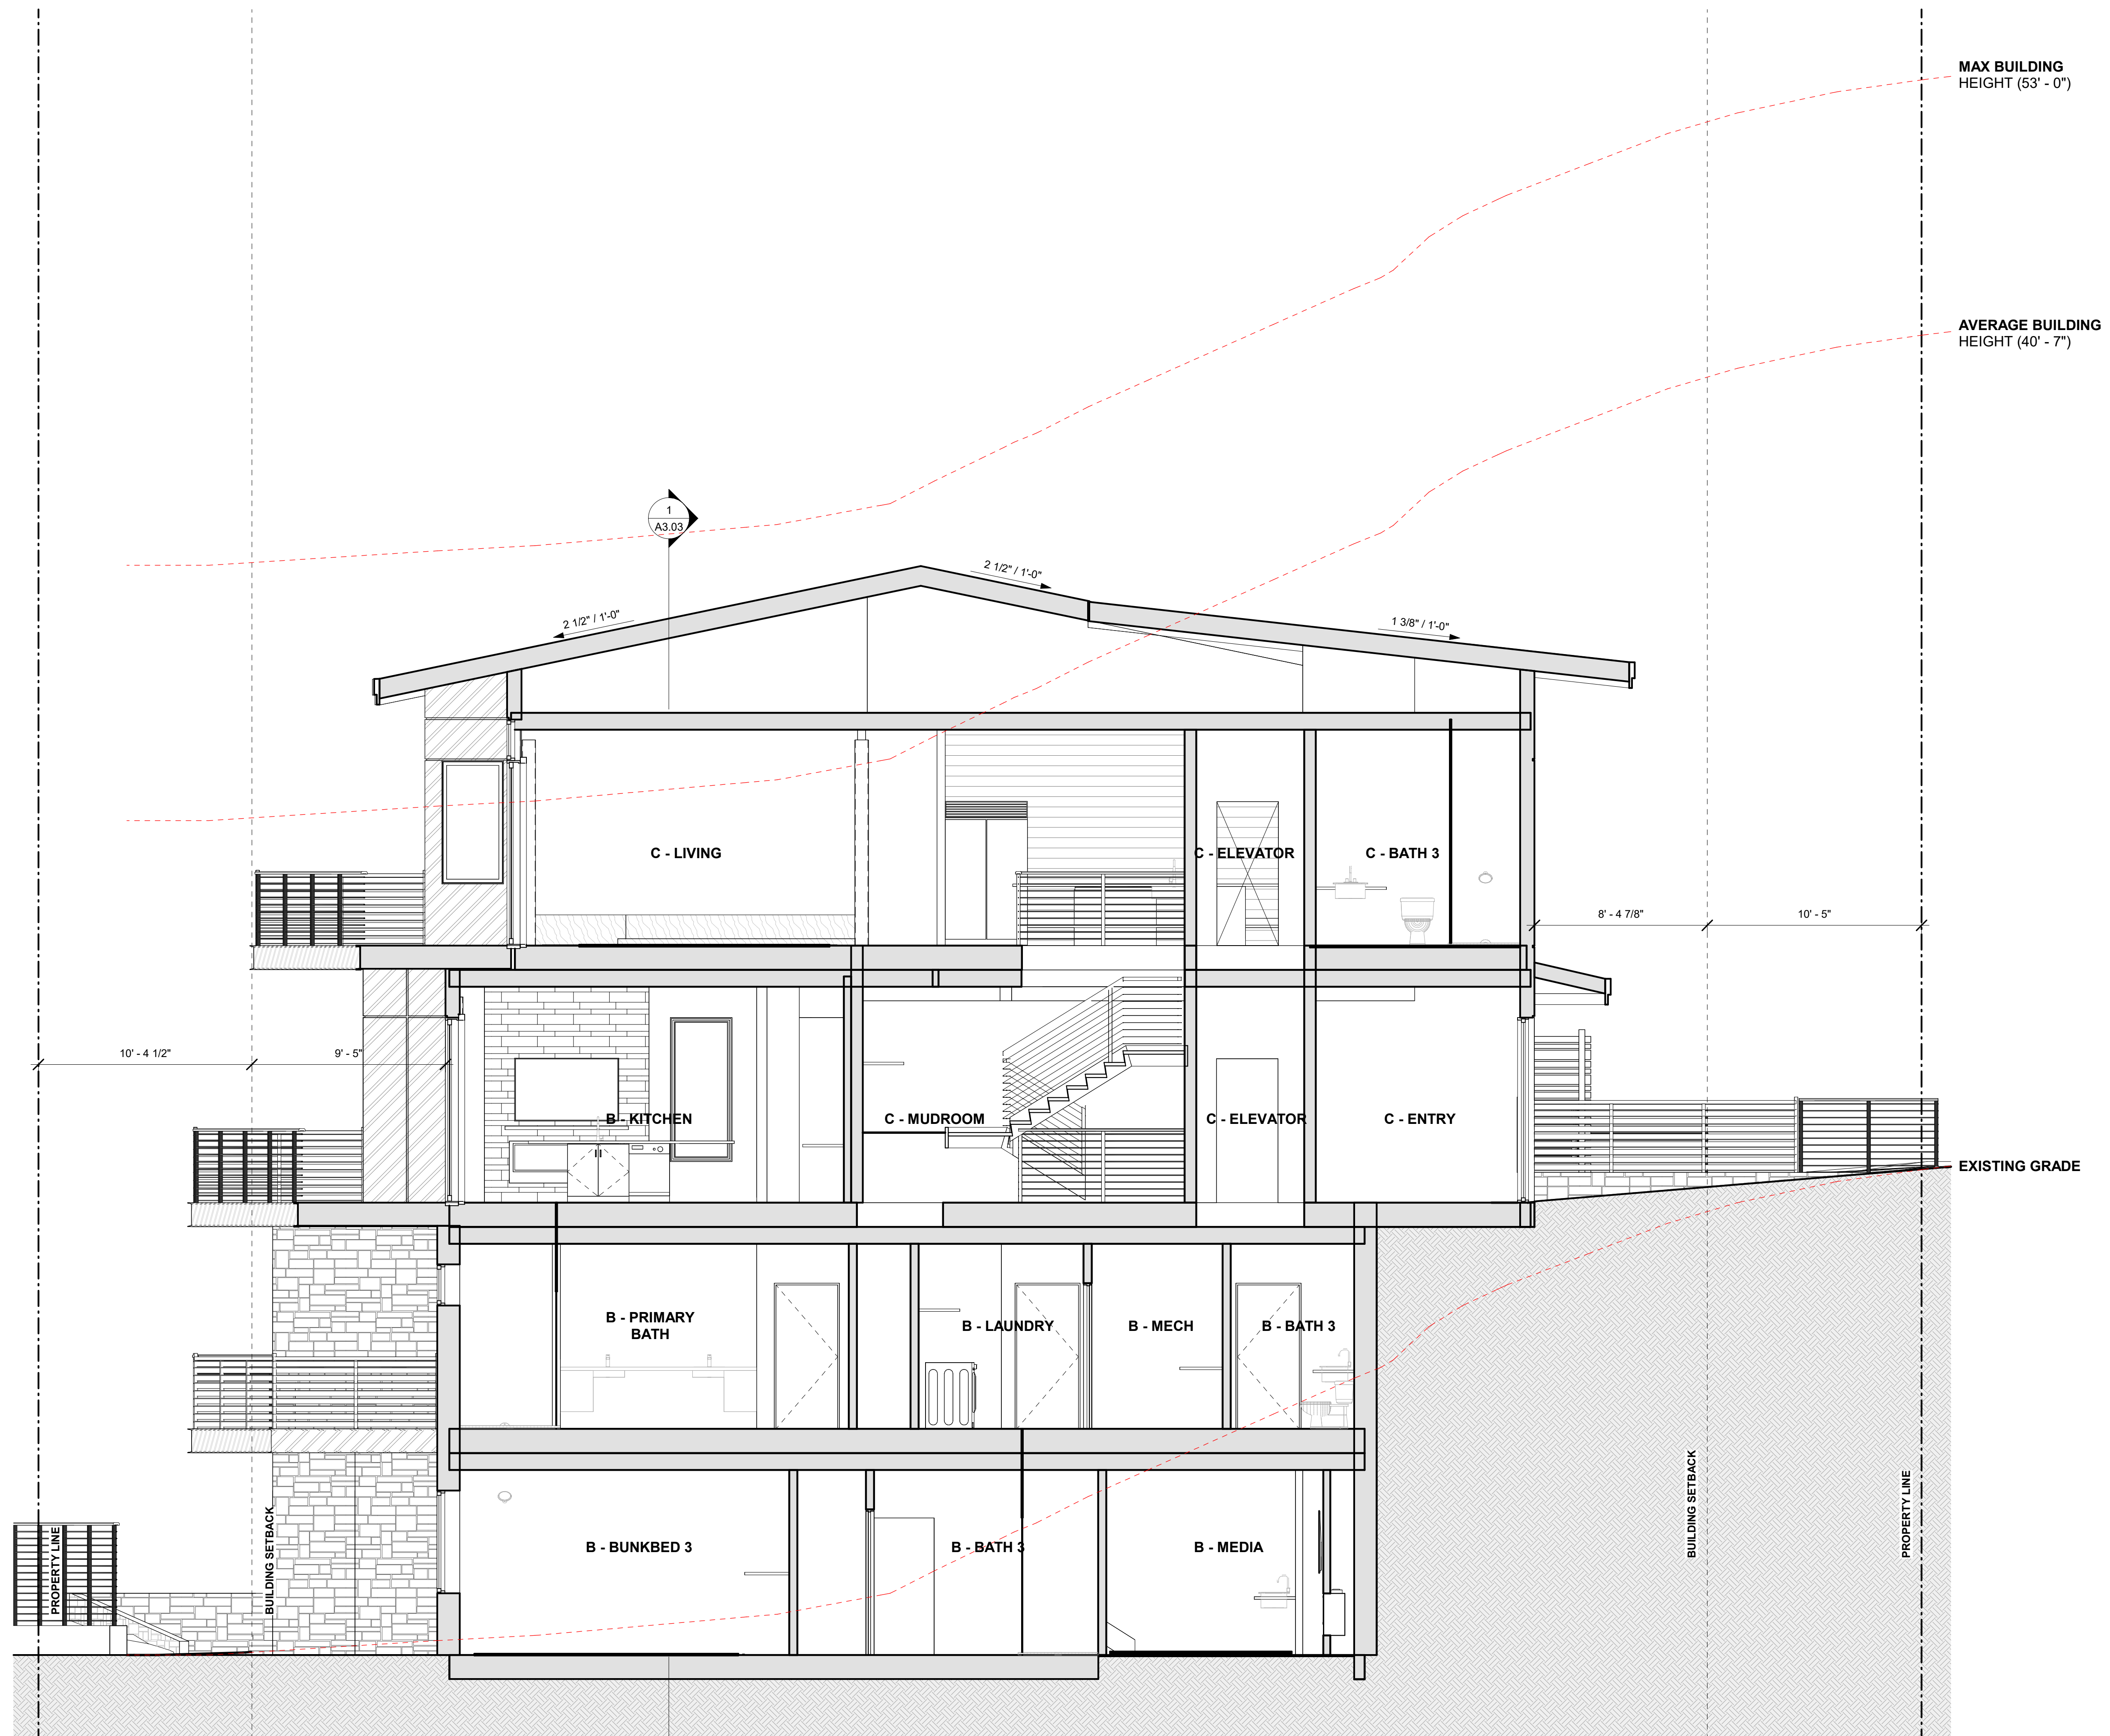 MAX BUILDING
HEIGHT (53' - 0")
AVERAGE BUILDING
HEIGHT (40' - 7")
1
A3.03
2 1/2" / 1'-0"
2 1/2" / 1'-0"
1 3/8" / 1'-0"
C - LIVING
C - ELEVATOR
C - BATH 3
8' - 4 7/8"
10' - 5"
10' - 4 1/2"
9' - 5"
B - KITCHEN
C - MUDROOM
C - ELEVATOR
C - ENTRY
EXISTING GRADE
B - PRIMARY
BATH
B - LAUNDRY
B - MECH
B - BATH 3
B - BUNKBED 3
B - BATH 3
B - MEDIA
PROPERTY LINE
BUILDING SETBACK
BUILDING SETBACK
PROPERTY LINE